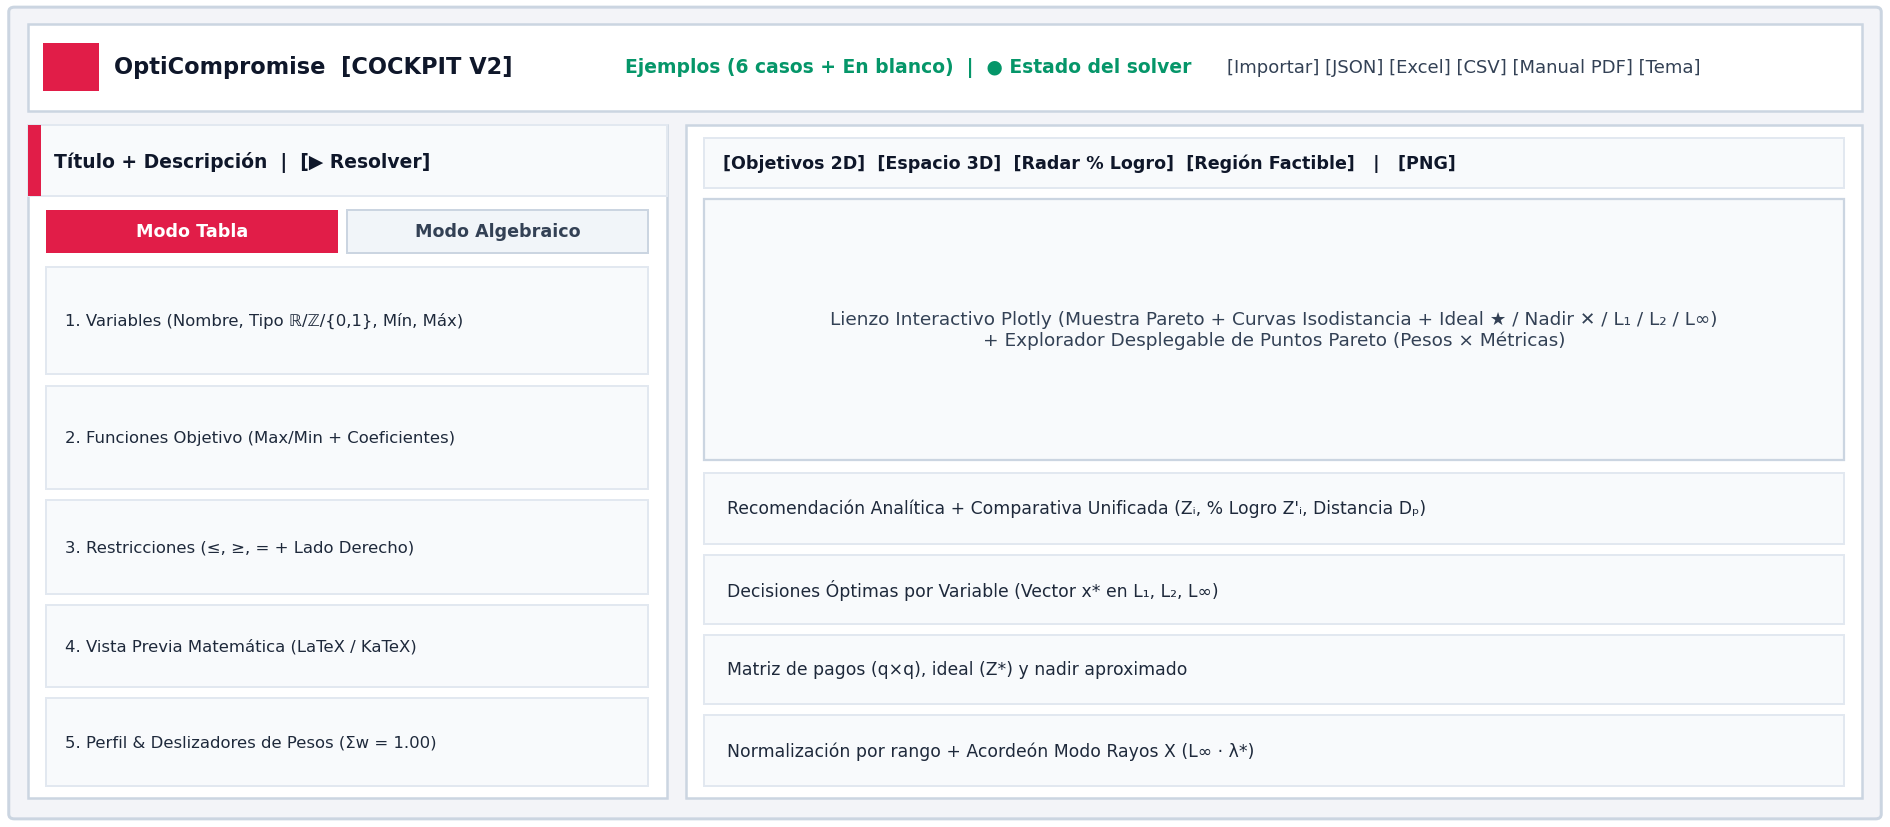 OptiCompromise [COCKPIT V2]
Ejemplos (6 casos + En blanco) | ● Estado del solver
[Importar] [JSON] [Excel] [CSV] [Manual PDF] [Tema]
Título + Descripción | [▶ Resolver]
Modo Tabla
Modo Algebraico
1. Variables (Nombre, Tipo ℝ/ℤ/{0,1}, Mín, Máx)
2. Funciones Objetivo (Max/Min + Coeficientes)
3. Restricciones (≤, ≥, = + Lado Derecho)
4. Vista Previa Matemática (LaTeX / KaTeX)
5. Perfil & Deslizadores de Pesos (Σw = 1.00)
[Objetivos 2D] [Espacio 3D] [Radar % Logro] [Región Factible] | [PNG]
Lienzo Interactivo Plotly (Muestra Pareto + Curvas Isodistancia + Ideal ★ / Nadir ✕ / L₁ / L₂ / L∞)
+ Explorador Desplegable de Puntos Pareto (Pesos × Métricas)
Recomendación Analítica + Comparativa Unificada (Zᵢ, % Logro Z'ᵢ, Distancia Dₚ)
Decisiones Óptimas por Variable (Vector x* en L₁, L₂, L∞)
Matriz de pagos (q×q), ideal (Z*) y nadir aproximado
Normalización por rango + Acordeón Modo Rayos X (L∞ · λ*)